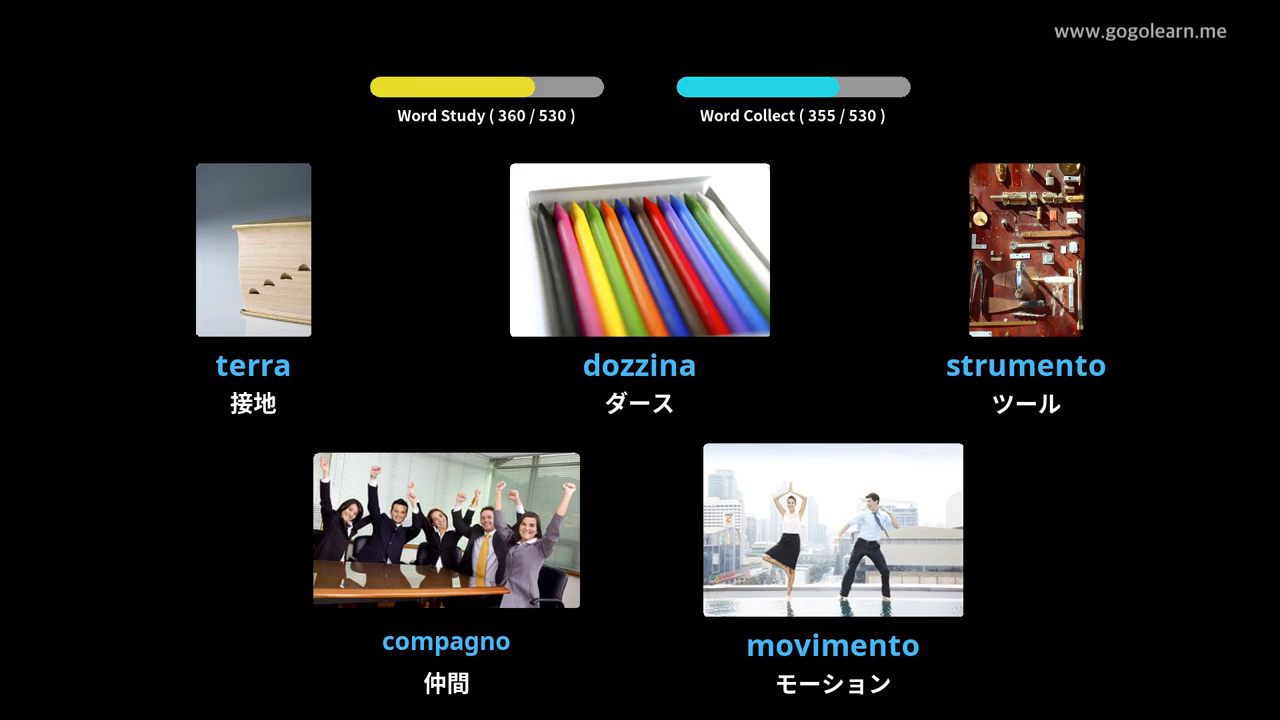 www.gogolearn.me
Word Study ( 360 / 530 )
Word Collect ( 355 / 530 )
terra
接地
dozzina
ダース
strumento
ツール
compagno
仲間
movimento
モーション